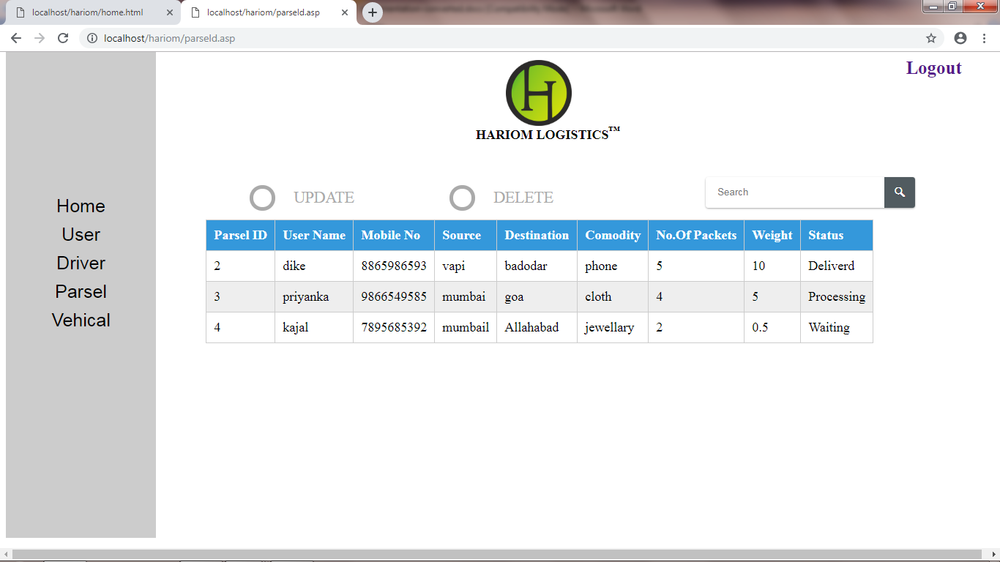 localhost/hariom/home.html
localhost/hariom/parseld.asp
localhost/hariom/parseld.asp
Logout
H
HARIOM LOGISTICS™
UPDATE DELETE Search
Home
User
Driver
Parsel
Vehical
Parsel ID User Name Mobile No Source Destination Comodity No.Of Packets Weight Status
2 dike 8865986593 vapi badodar phone 5 10 Deliverd
3 priyanka 9866549585 mumbai goa cloth 4 5 Processing
4 kajal 7895685392 mumbail Allahabad jewellary 2 0.5 Waiting